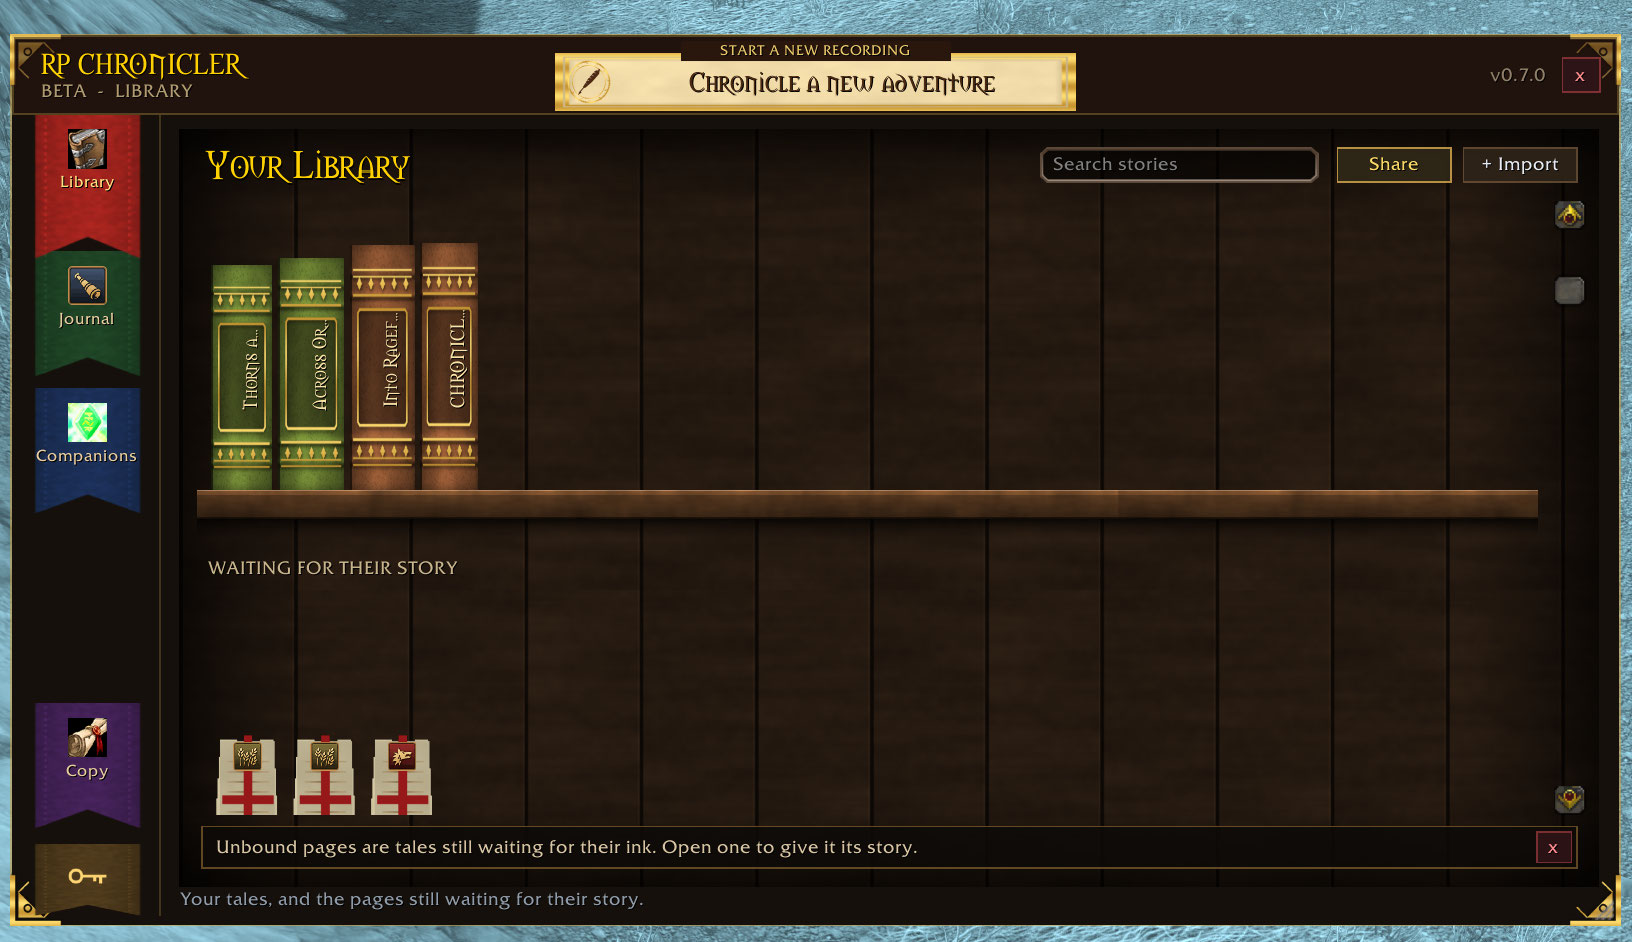 RP CHRONICLER
BETA - LIBRARY
START A NEW RECORDING
CHRONICLE A NEW ADVENTURE
v0.7.0
x
Library
Journal
Companions
Copy
YOUR LIBRARY
Search stories
Share
+ Import
THORNS A...
ACROSS OR...
INTO RAGEF...
CHRONICL...
WAITING FOR THEIR STORY
Unbound pages are tales still waiting for their ink. Open one to give it its story.
x
Your tales, and the pages still waiting for their story.